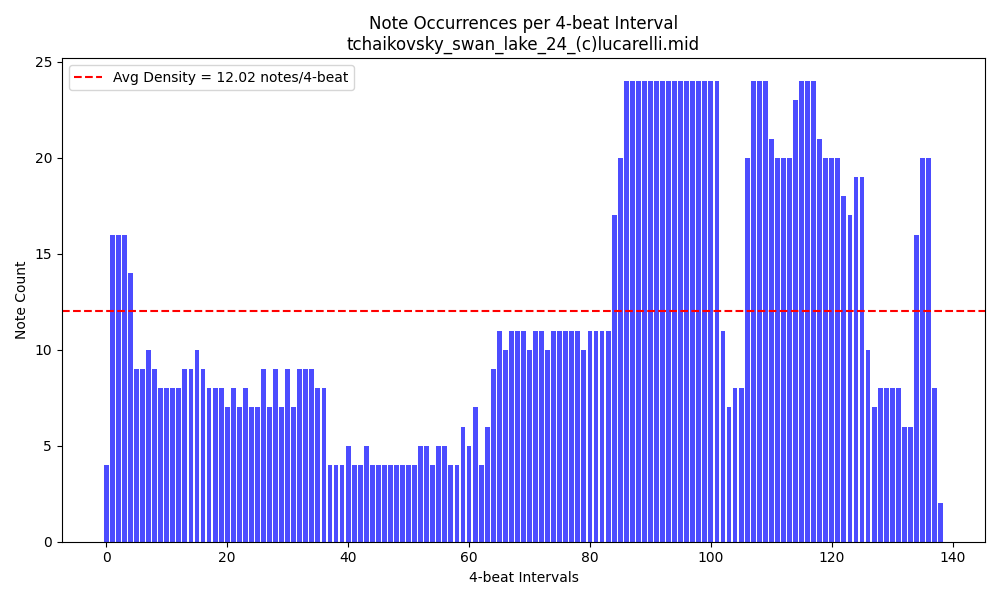 Note Occurrences per 4-beat Interval
tchaikovsky_swan_lake_24_(c)lucarelli.mid
Avg Density = 12.02 notes/4-beat
Note Count
25
20
15
10
5
0
0 20 40 60 80 100 120 140
4-beat Intervals